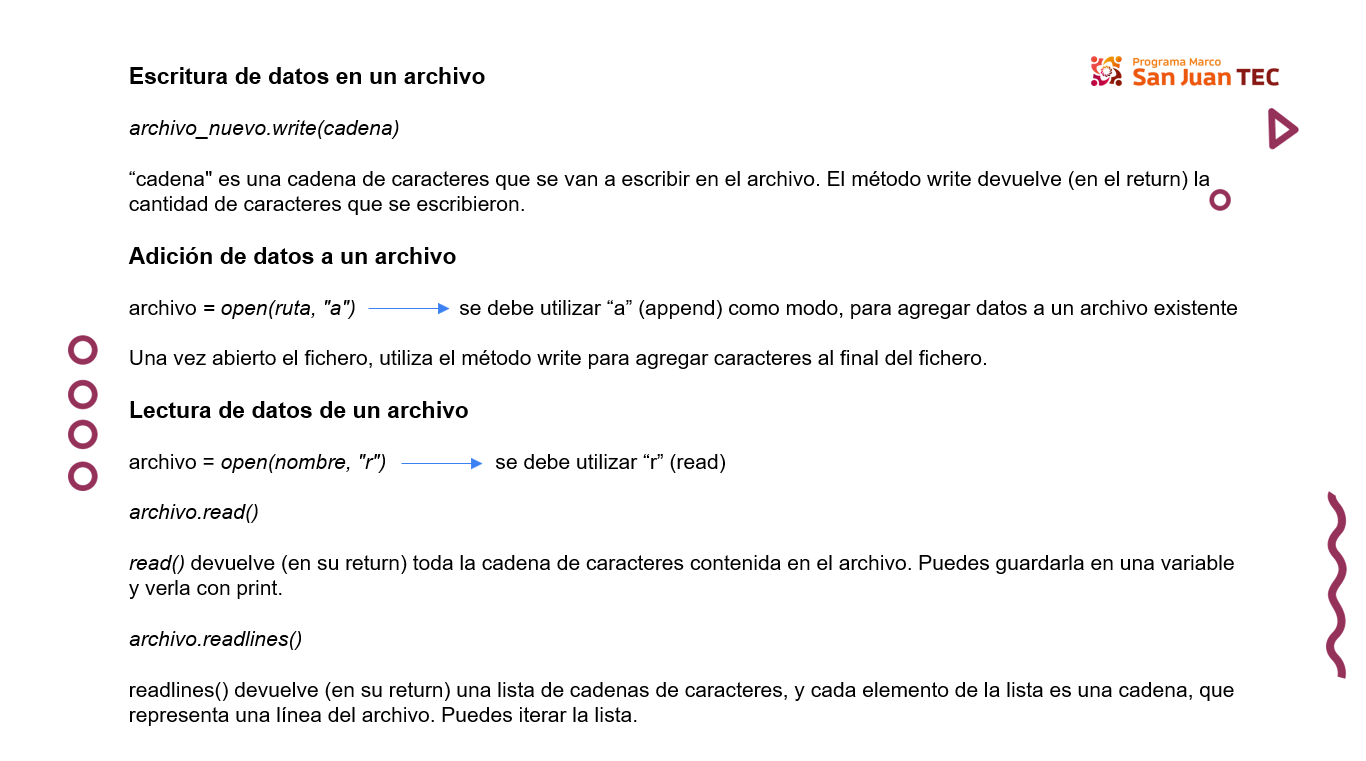 Escritura de datos en un archivo
Programa Marco
San Juan TEC
archivo_nuevo.write(cadena)
“cadena" es una cadena de caracteres que se van a escribir en el archivo. El método write devuelve (en el return) la
cantidad de caracteres que se escribieron.
Adición de datos a un archivo
archivo = open(ruta, "a") se debe utilizar “a” (append) como modo, para agregar datos a un archivo existente
Una vez abierto el fichero, utiliza el método write para agregar caracteres al final del fichero.
Lectura de datos de un archivo
archivo = open(nombre, "r") se debe utilizar “r” (read)
archivo.read()
read() devuelve (en su return) toda la cadena de caracteres contenida en el archivo. Puedes guardarla en una variable
y verla con print.
archivo.readlines()
readlines() devuelve (en su return) una lista de cadenas de caracteres, y cada elemento de la lista es una cadena, que
representa una línea del archivo. Puedes iterar la lista.